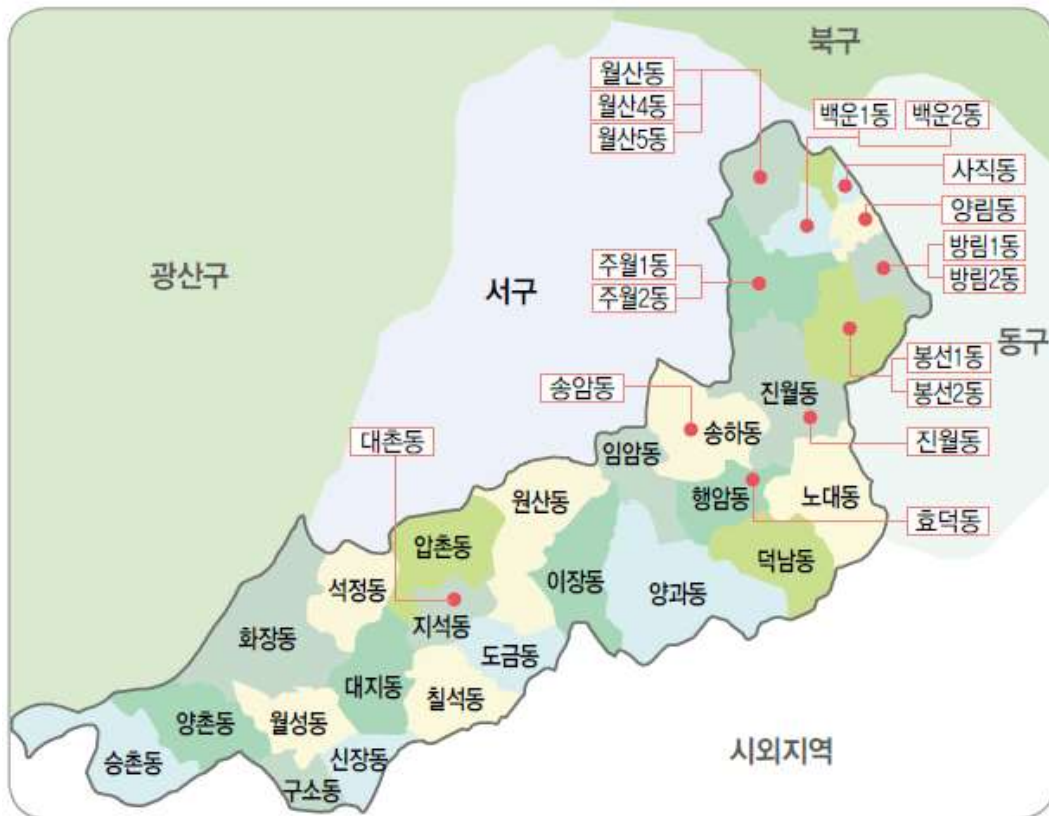 북구
월산동
월산4동
월산5동
백운1동
백운2동
사직동
양림동
방림1동
방림2동
광산구
서구
주월1동
주월2동
동구
봉선1동
봉선2동
송암동
진월동
대촌동
송하동
진월동
임암동
원산동
행암동
노대동
효덕동
압촌동
덕남동
석정동
이장동
양과동
지석동
화장동
도금동
대지동
칠석동
양촌동
월성동
시외지역
승촌동
신장동
구소동